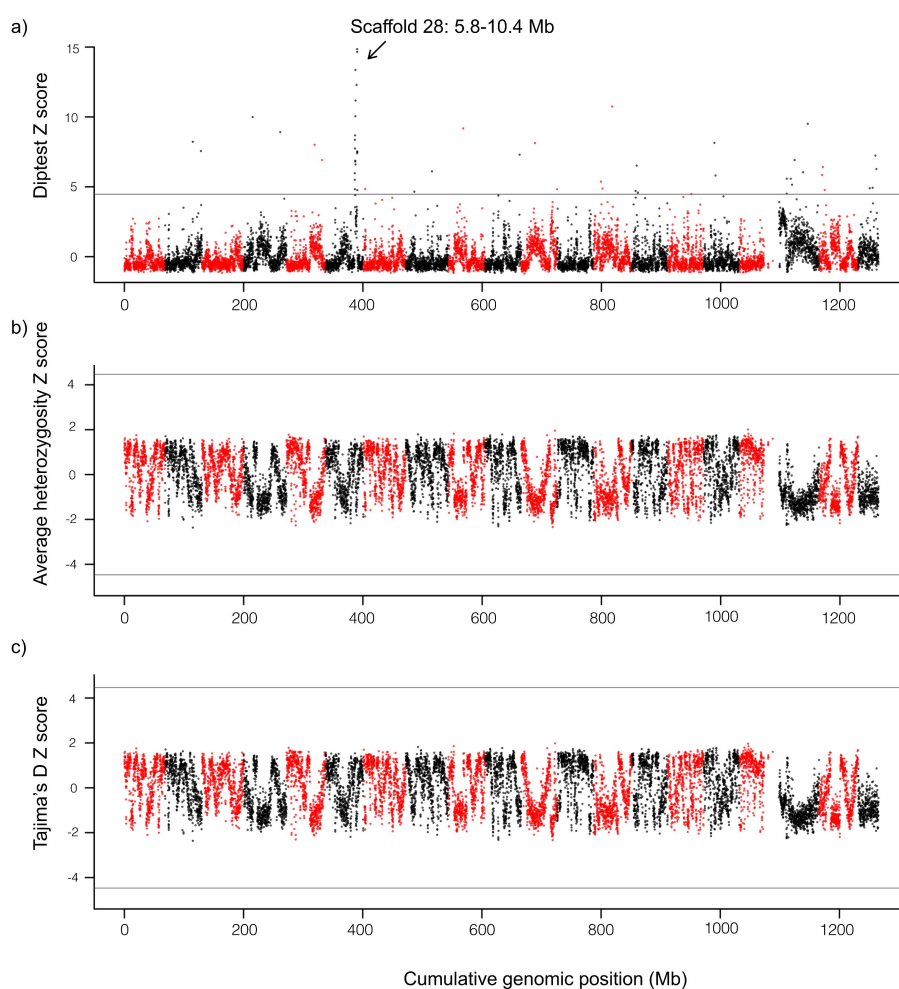 a)
Scaffold 28: 5.8-10.4 Mb
Diptest Z score
15
10
5
0
0 200 400 600 800 1000 1200
b)
Average heterozygosity Z score
4
2
0
-2
-4
0 200 400 600 800 1000 1200
c)
Tajima's D Z score
4
2
0
-2
-4
0 200 400 600 800 1000 1200
Cumulative genomic position (Mb)